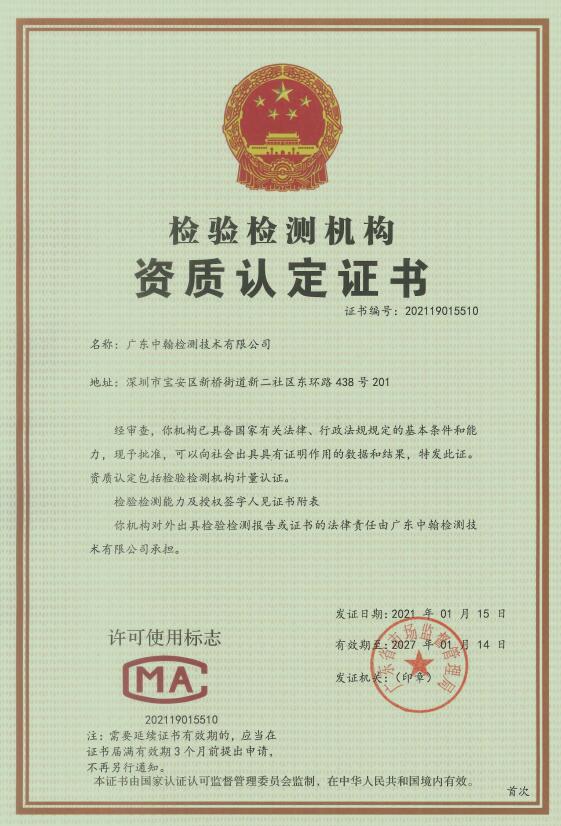 检验检测机构
资质认定证书
证书编号：202119015510
名称：广东中翰检测技术有限公司
地址：深圳市宝安区新桥街道新二社区东环路 438 号 201
经审查，你机构已具备国家有关法律、行政法规规定的基本条件和能
力，现予批准，可以向社会出具具有证明作用的数据和结果，特发此证。
资质认定包括检验检测机构计量认证。
检验检测能力及授权签字人见证书附表
你机构对外出具检验检测报告或证书的法律责任由广东中翰检测技
术有限公司承担。
发证日期：2021 年 01 月 15 日
有效期至：2027 年 01 月 14 日
发证机关：（印章）
广东省市场监督管理局
许可使用标志
MA
202119015510
注：需要延续证书有效期的，应当在
证书届满有效期 3 个月前提出申请，
不再另行通知。
本证书由国家认证认可监督管理委员会监制，在中华人民共和国境内有效。
首次